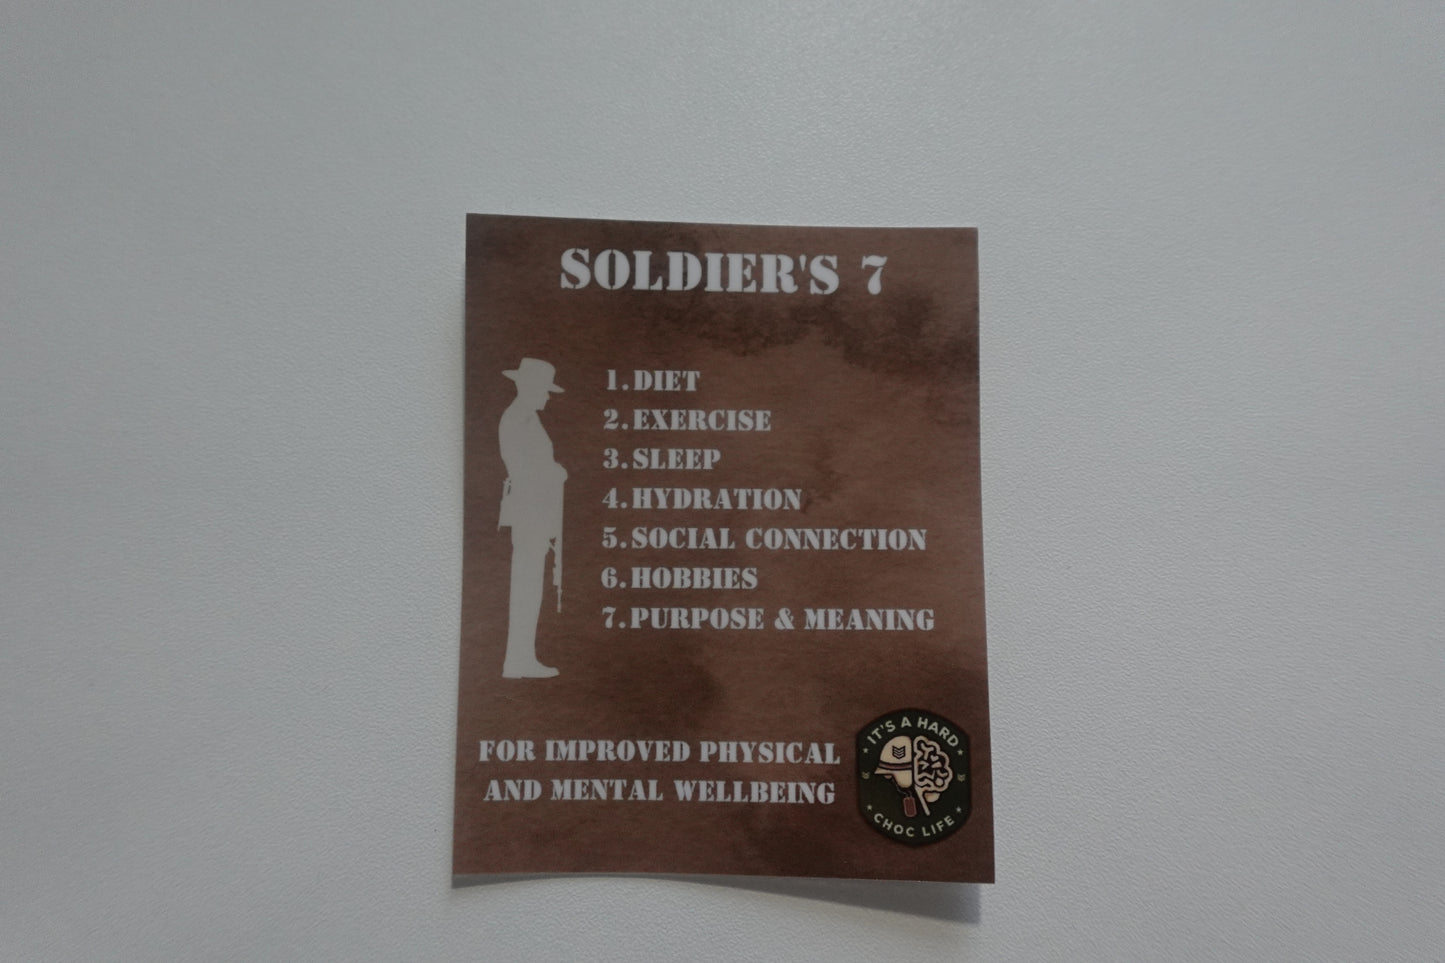 SOLDIER'S 7
1. DIET
2. EXERCISE
3. SLEEP
4. HYDRATION
5. SOCIAL CONNECTION
6. HOBBIES
7. PURPOSE & MEANING
FOR IMPROVED PHYSICAL
AND MENTAL WELLBEING
IT'S A HARD
CHOC LIFE